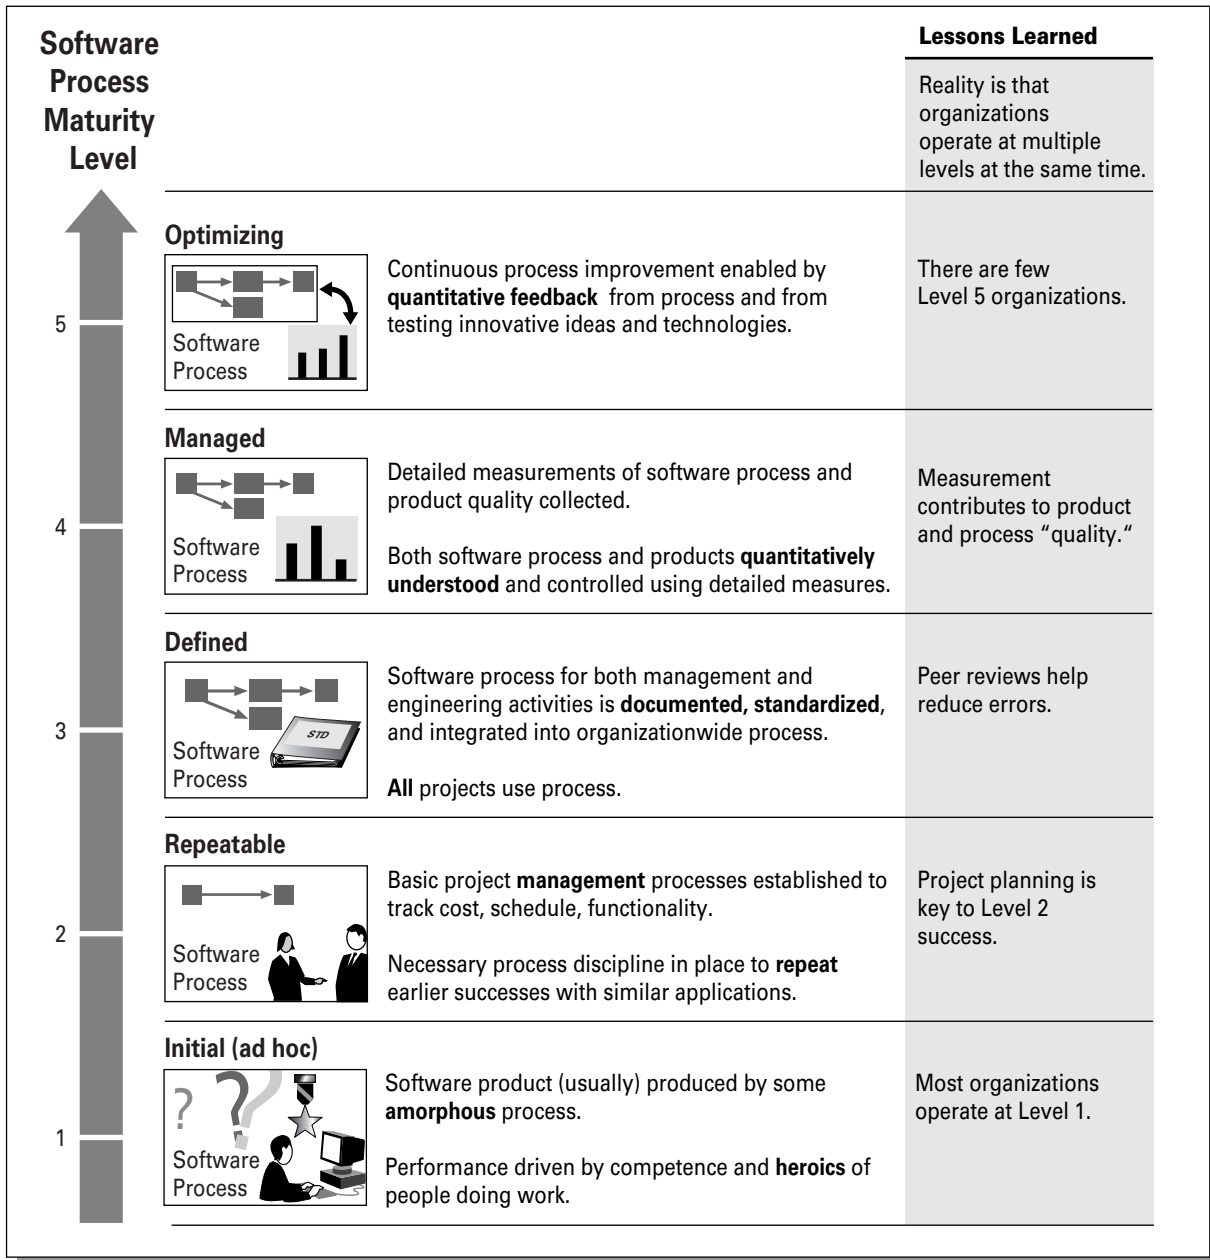 Software
Process
Maturity
Level
Lessons Learned
Reality is that
organizations
operate at multiple
levels at the same time.
5
Optimizing
Software
Process
Continuous process improvement enabled by
quantitative feedback from process and from
testing innovative ideas and technologies.
There are few
Level 5 organizations.
4
Managed
Software
Process
Detailed measurements of software process and
product quality collected.
Both software process and products quantitatively
understood and controlled using detailed measures.
Measurement
contributes to product
and process “quality.“
3
Defined
STD
Software
Process
Software process for both management and
engineering activities is documented, standardized,
and integrated into organizationwide process.
All projects use process.
Peer reviews help
reduce errors.
2
Repeatable
Software
Process
Basic project management processes established to
track cost, schedule, functionality.
Necessary process discipline in place to repeat
earlier successes with similar applications.
Project planning is
key to Level 2
success.
1
Initial (ad hoc)
? ? ?
Software
Process
Software product (usually) produced by some
amorphous process.
Performance driven by competence and heroics of
people doing work.
Most organizations
operate at Level 1.